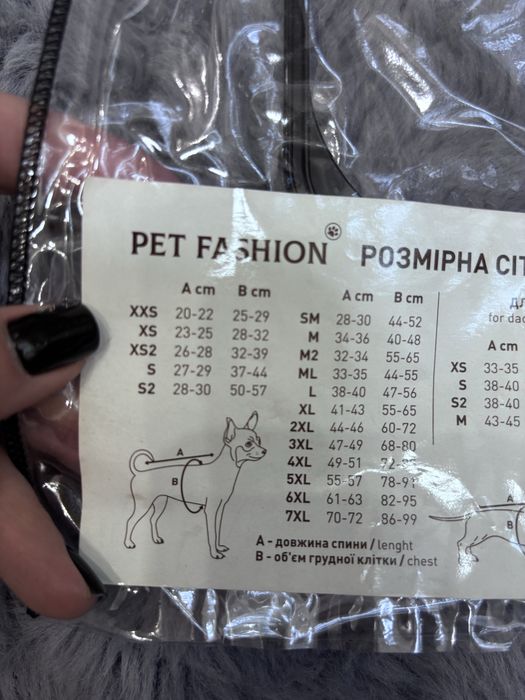 PET FASHION
РОЗМІРНА СІТ
A cm B cm
XXS 20-22 25-29
XS 23-25 28-32
XS2 26-28 32-39
S 27-29 37-44
S2 28-30 50-57
A cm B cm
SM 28-30 44-52
M 34-36 40-48
M2 32-34 55-65
ML 33-35 44-55
L 38-40 47-56
XL 41-43 55-65
2XL 44-46 60-72
3XL 47-49 68-80
4XL 49-51
5XL 55-57 78-91
6XL 61-63 82-95
7XL 70-72 86-99
дл
for dac
A cm
XS 33-35
S 38-40
S2 38-40
M 43-45
A
B
A - довжина спини / lenght
B - об'єм грудної клітки / chest